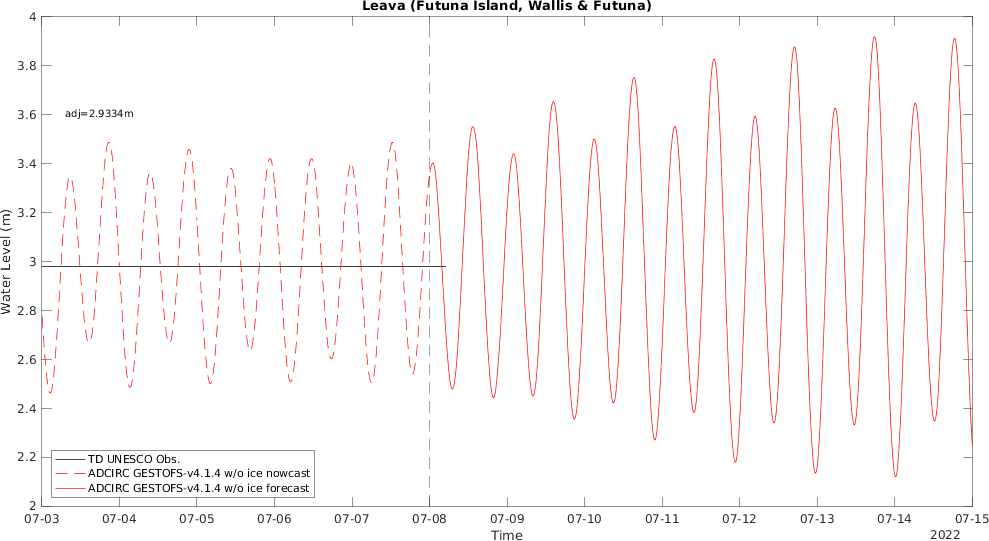 Leava (Futuna Island, Wallis & Futuna)
4
3.8
3.6
3.4
3.2
3
2.8
2.6
2.4
2.2
2
Water Level (m)
adj=2.9334m
TD UNESCO Obs.
ADCIRC GESTOFS-v4.1.4 w/o ice nowcast
ADCIRC GESTOFS-v4.1.4 w/o ice forecast
07-03 07-04 07-05 07-06 07-07 07-08 07-09 07-10 07-11 07-12 07-13 07-14 07-15
Time
2022